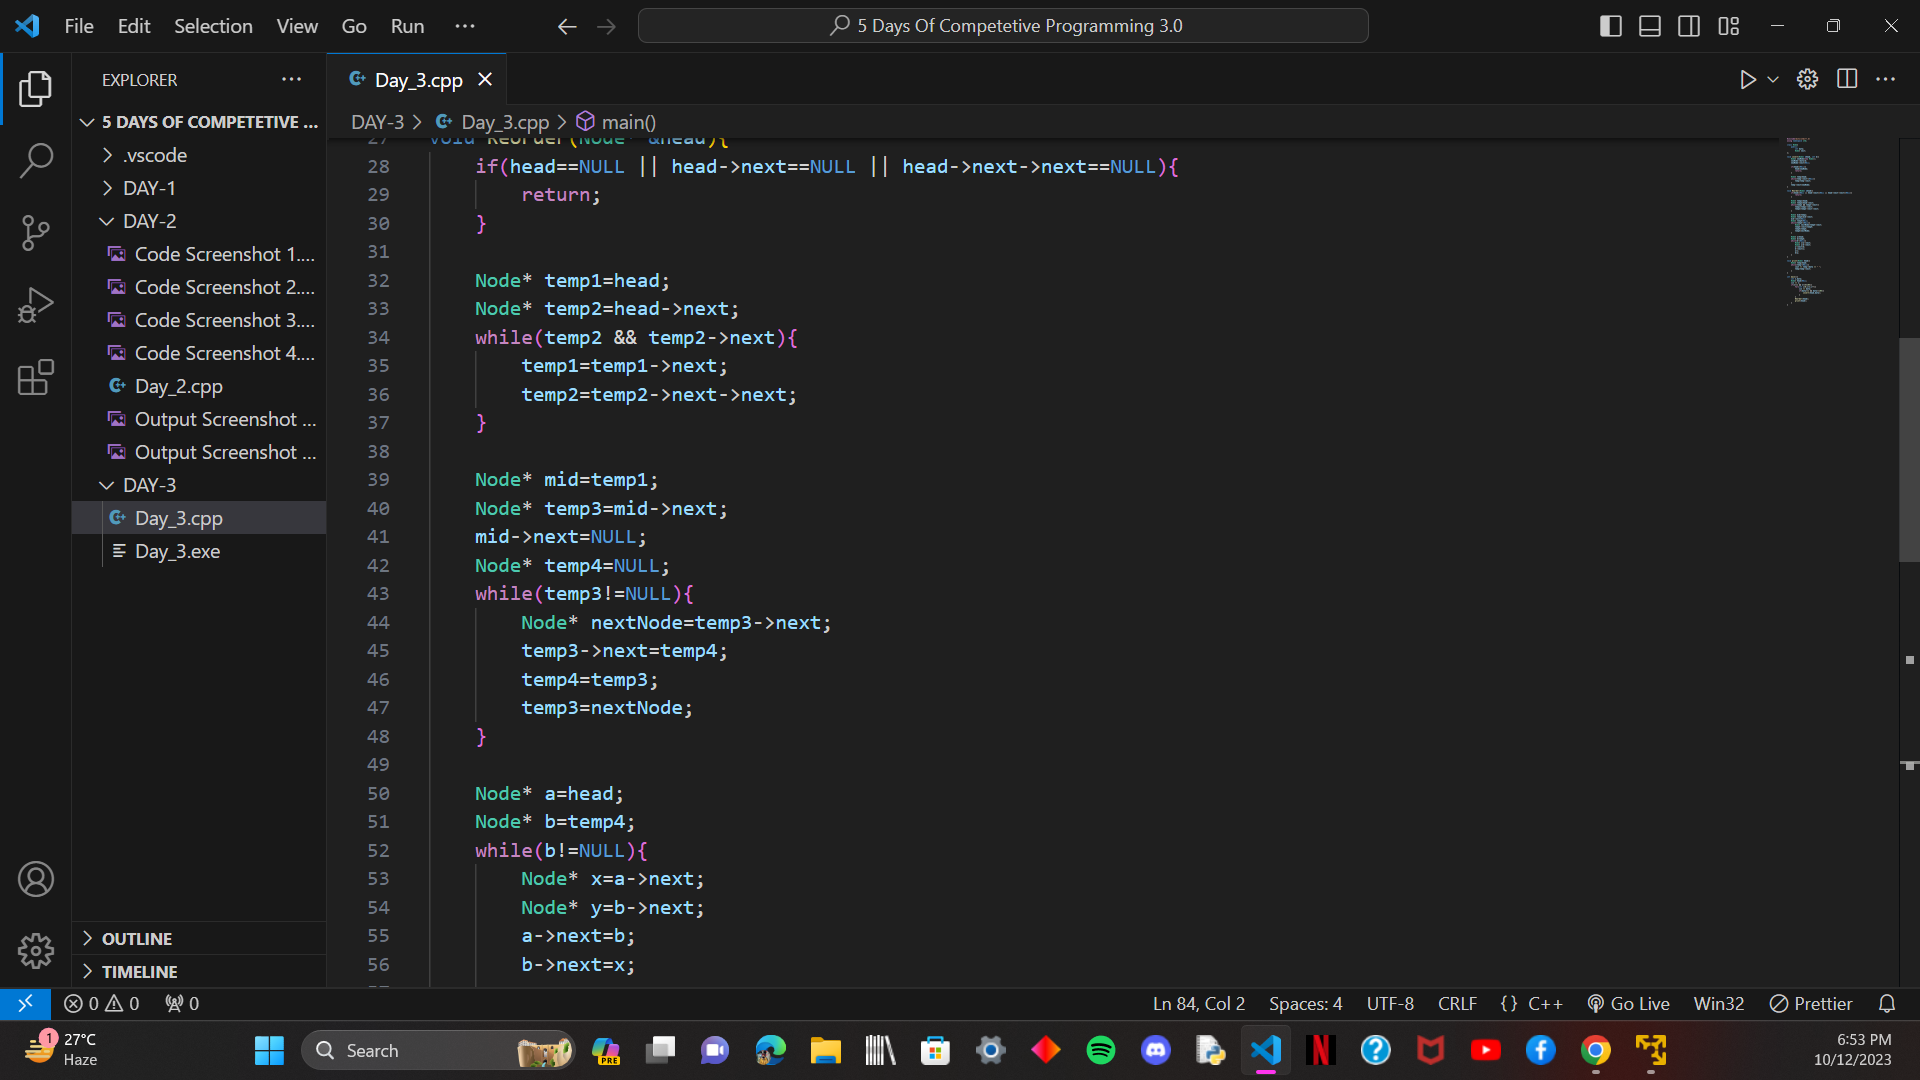 File Edit Selection View Go Run ···
5 Days Of Competetive Programming 3.0
EXPLORER
5 DAYS OF COMPETETIVE ...
.vscode
DAY-1
DAY-2
Code Screenshot 1....
Code Screenshot 2....
Code Screenshot 3....
Code Screenshot 4....
Day_2.cpp
Output Screenshot ...
Output Screenshot ...
DAY-3
Day_3.cpp
Day_3.exe
OUTLINE
TIMELINE
Day_3.cpp
DAY-3 > Day_3.cpp > main()
27 void Reorder(Node* &head){
28 if(head==NULL || head->next==NULL || head->next->next==NULL){
29 return;
30 }
31
32 Node* temp1=head;
33 Node* temp2=head->next;
34 while(temp2 && temp2->next){
35 temp1=temp1->next;
36 temp2=temp2->next->next;
37 }
38
39 Node* mid=temp1;
40 Node* temp3=mid->next;
41 mid->next=NULL;
42 Node* temp4=NULL;
43 while(temp3!=NULL){
44 Node* nextNode=temp3->next;
45 temp3->next=temp4;
46 temp4=temp3;
47 temp3=nextNode;
48 }
49
50 Node* a=head;
51 Node* b=temp4;
52 while(b!=NULL){
53 Node* x=a->next;
54 Node* y=b->next;
55 a->next=b;
56 b->next=x;
0 0 0
Ln 84, Col 2 Spaces: 4 UTF-8 CRLF {} C++ Go Live Win32 Prettier
1
27°C
Haze
Search
PRE
6:53 PM
10/12/2023